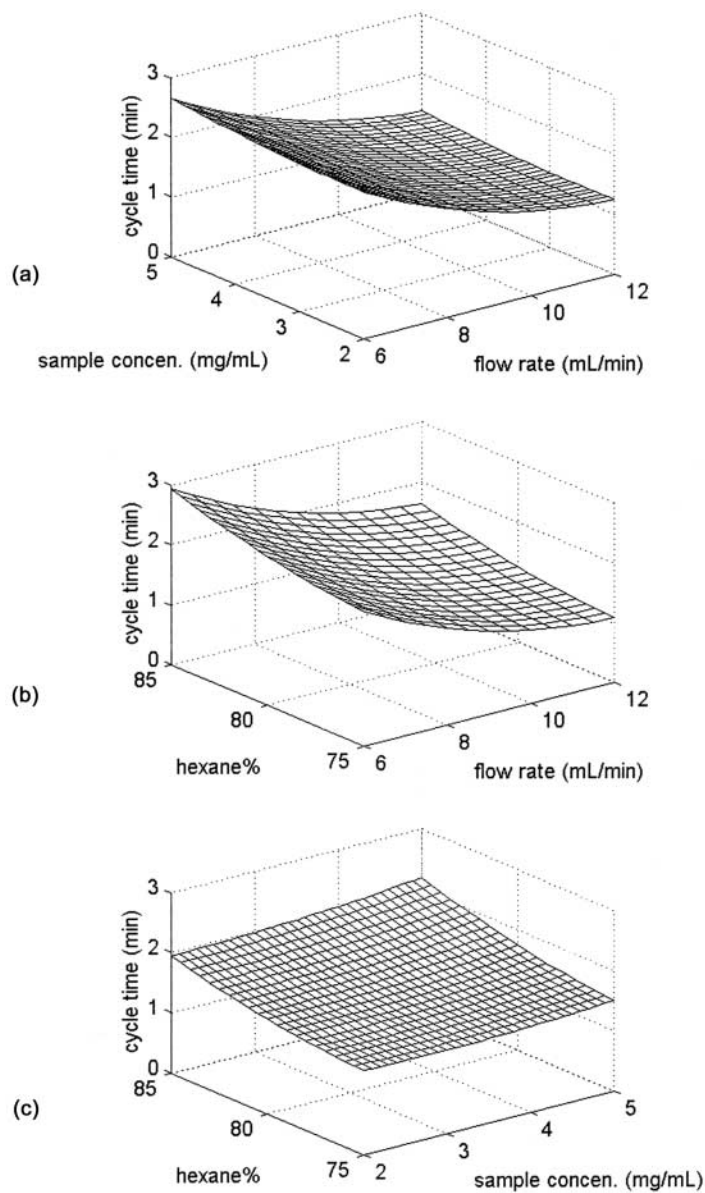 3
2
1
0
cycle time (min)
5
4
3
2
sample concen. (mg/mL)
6
8
10
12
flow rate (mL/min)
(a)
3
2
1
0
cycle time (min)
85
80
75
hexane%
6
8
10
12
flow rate (mL/min)
(b)
3
2
1
0
cycle time (min)
85
80
75
hexane%
2
3
4
5
sample concen. (mg/mL)
(c)